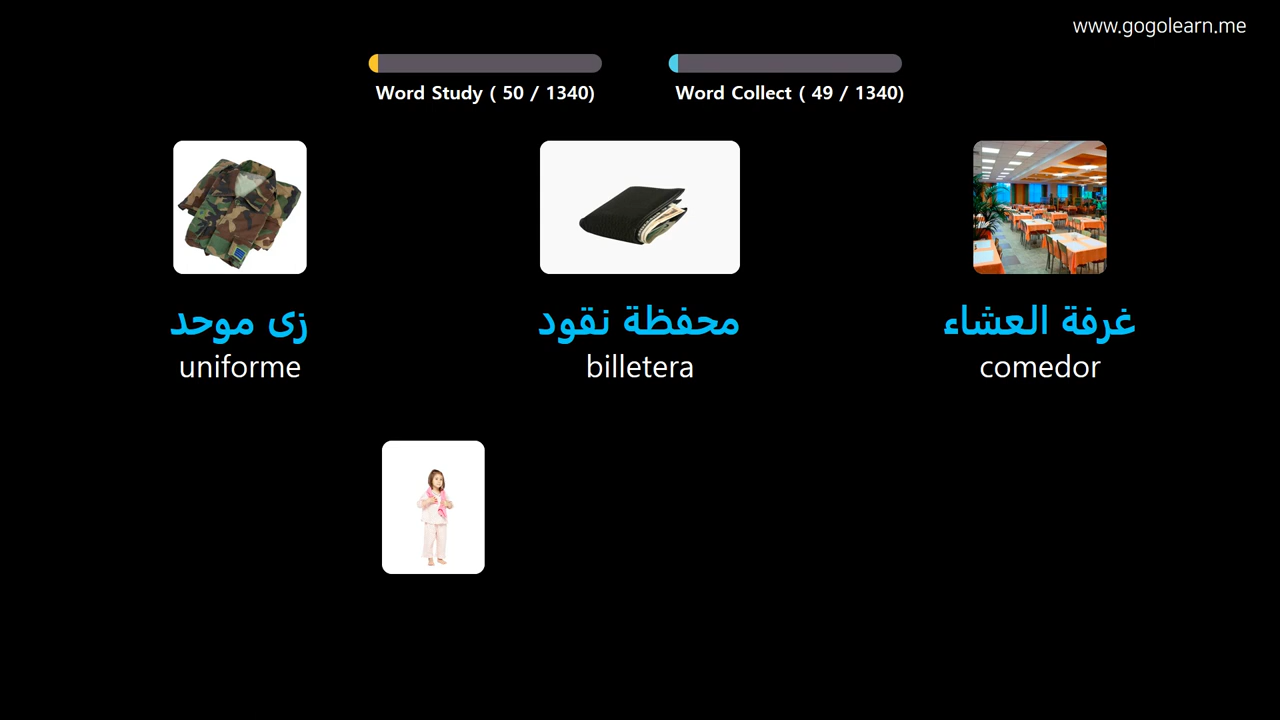 www.gogolearn.me
Word Study ( 50 / 1340)
Word Collect ( 49 / 1340)
زى موحد
uniforme
محفظة نقود
billetera
غرفة العشاء
comedor